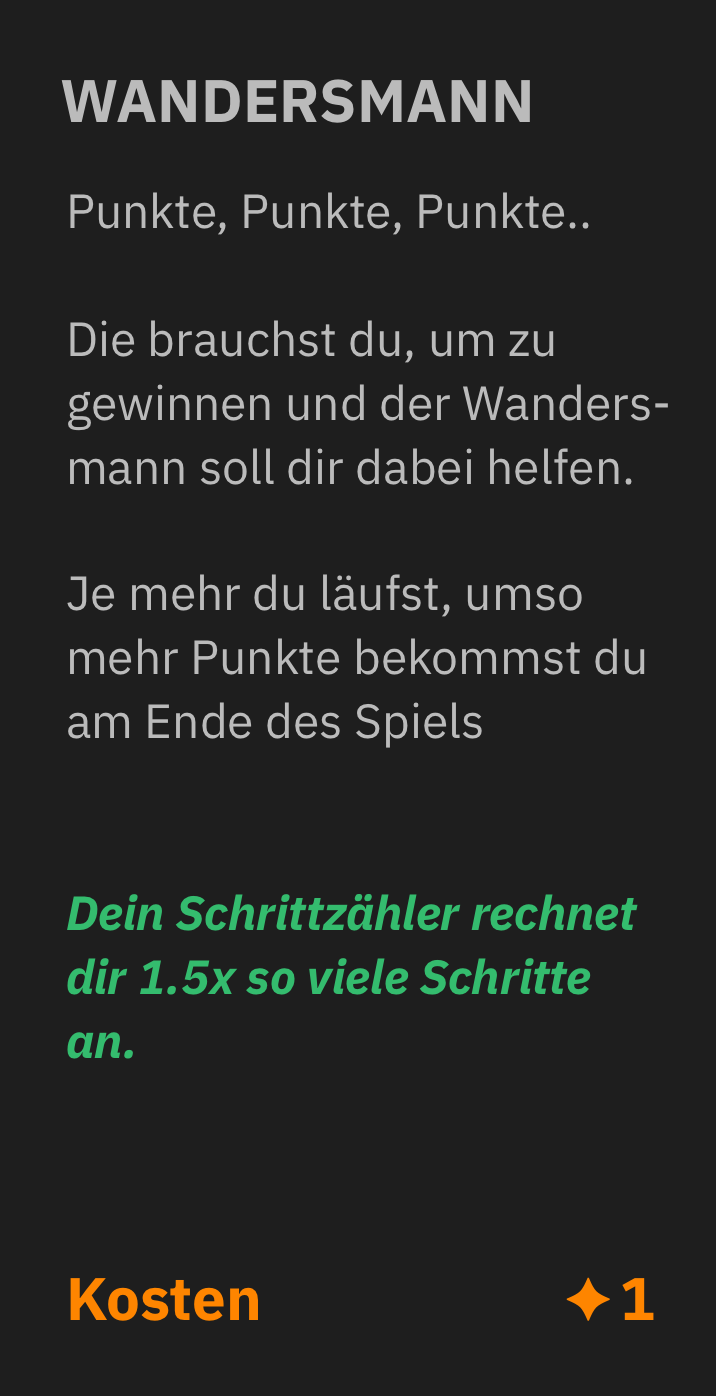 WANDERSMANN
Punkte, Punkte, Punkte..
Die brauchst du, um zu
gewinnen und der Wanders-
mann soll dir dabei helfen.
Je mehr du läufst, umso
mehr Punkte bekommst du
am Ende des Spiels
Dein Schrittzähler rechnet
dir 1.5x so viele Schritte
an.
Kosten ✦1